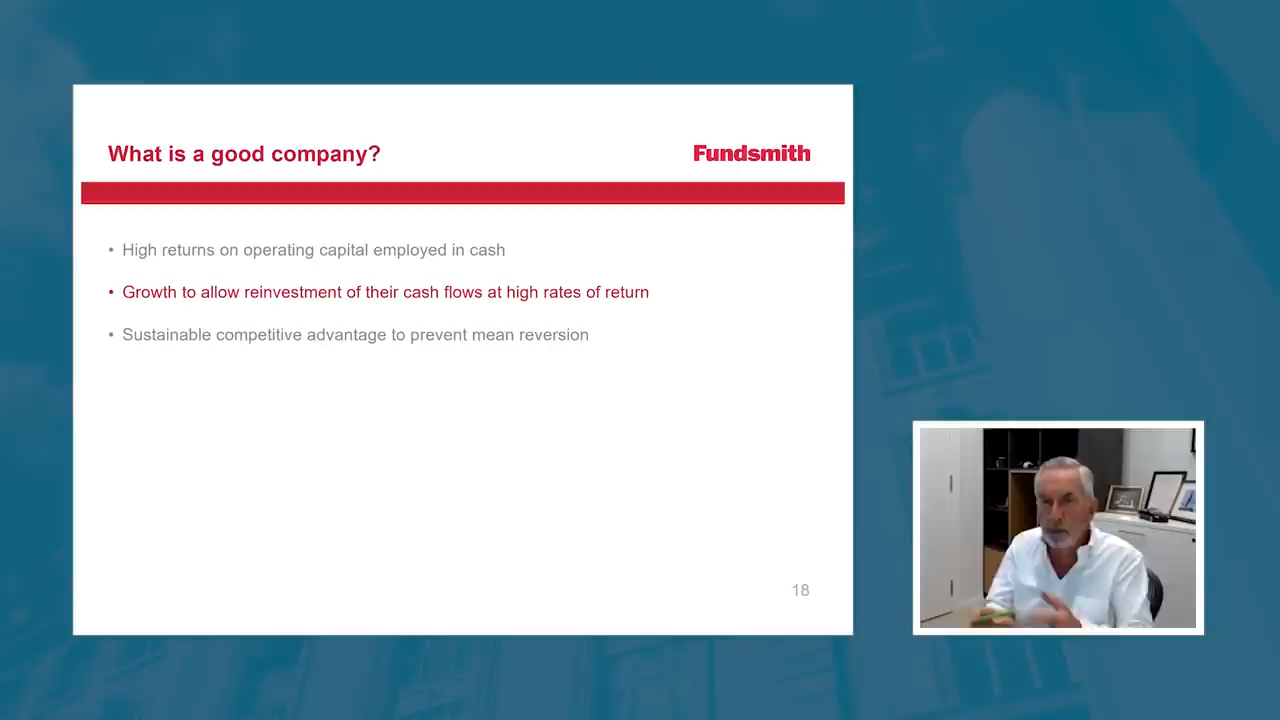 What is a good company?
Fundsmith
• High returns on operating capital employed in cash
• Growth to allow reinvestment of their cash flows at high rates of return
• Sustainable competitive advantage to prevent mean reversion
18